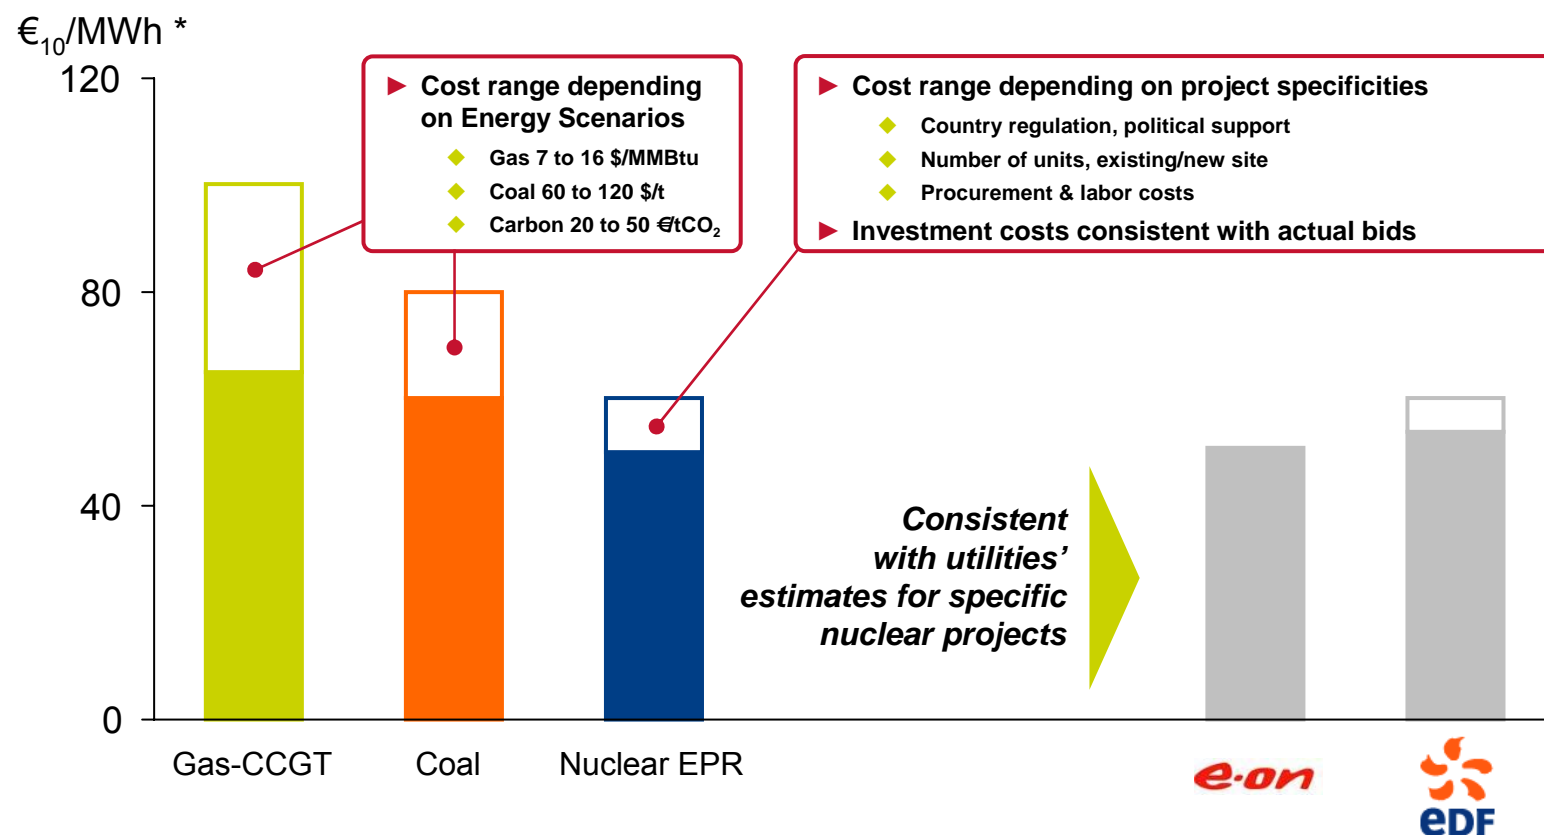 €10/MWh *
120
80
40
0
► Cost range depending
on Energy Scenarios
Gas 7 to 16 $/MMBtu
Coal 60 to 120 $/t
Carbon 20 to 50 €/tCO2
► Cost range depending on project specificities
Country regulation, political support
Number of units, existing/new site
Procurement & labor costs
► Investment costs consistent with actual bids
Consistent
with utilities’
estimates for specific
nuclear projects
Gas-CCGT
Coal
Nuclear EPR
e·on
eDF